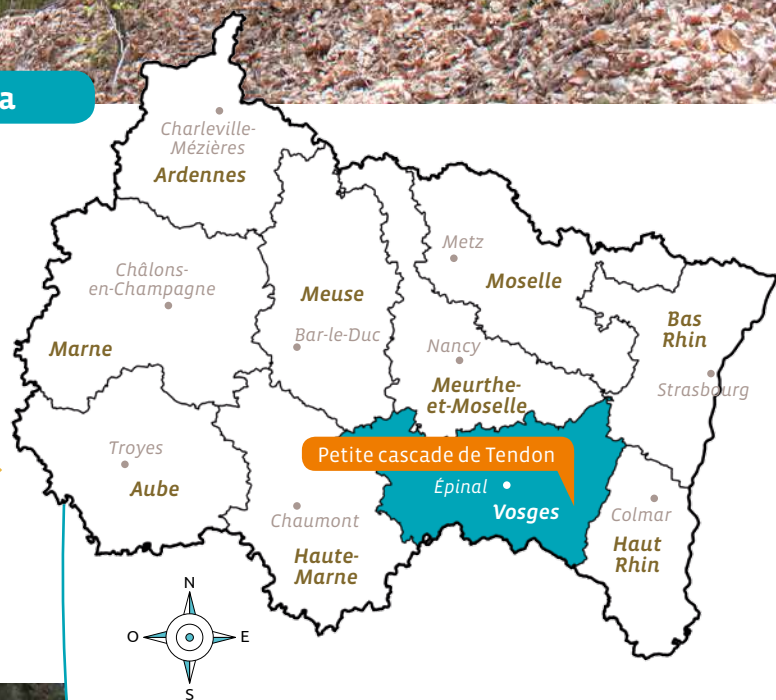 a
Charleville-
Mézières
Ardennes
Metz
Moselle
Châlons-
en-Champagne
Meuse
Bas
Rhin
Marne
Bar-le-Duc
Nancy
Meurthe-
et-Moselle
Strasbourg
Troyes
Aube
Petite cascade de Tendon
Épinal
Vosges
Chaumont
Haute-
Marne
Colmar
Haut
Rhin
N
O
E
S